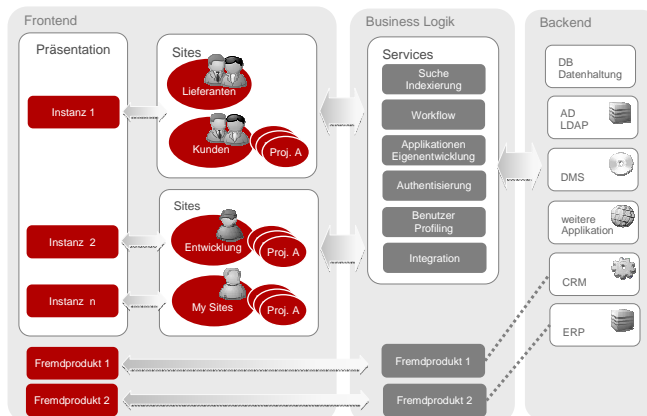 Frontend
Business Logik
Backend
Präsentation
Instanz 1
Instanz 2
Instanz n
Sites
Lieferanten
Kunden
Proj. A
Sites
Entwicklung
Proj. A
My Sites
Proj. A
Services
Suche
Indexierung
Workflow
Applikationen
Eigenentwicklung
Authentisierung
Benutzer
Profiling
Integration
DB
Datenhaltung
AD
LDAP
DMS
weitere
Applikation
CRM
ERP
Fremdprodukt 1
Fremdprodukt 1
Fremdprodukt 2
Fremdprodukt 2